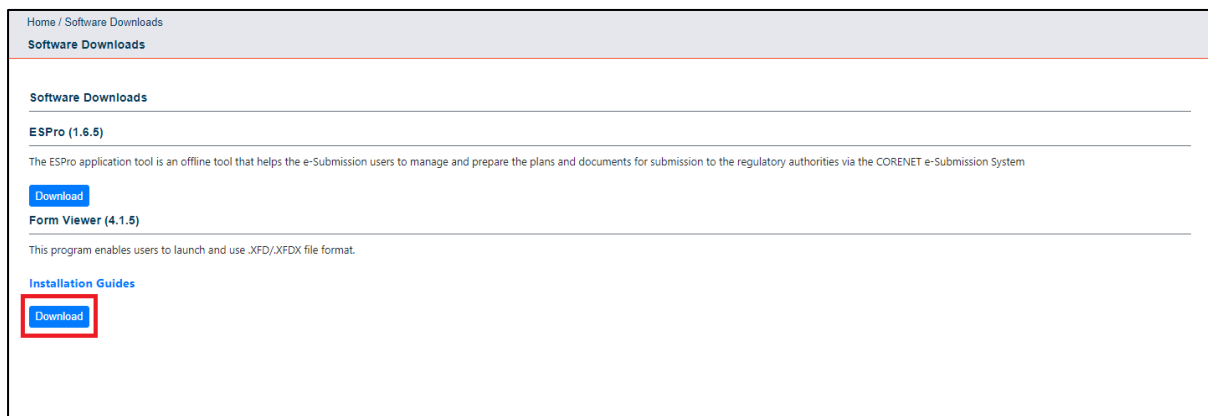 Home / Software Downloads
Software Downloads
Software Downloads
ESPro (1.6.5)
The ESPro application tool is an offline tool that helps the e-Submission users to manage and prepare the plans and documents for submission to the regulatory authorities via the CORENET e-Submission System
Download
Form Viewer (4.1.5)
This program enables users to launch and use .XFD/.XFDX file format.
Installation Guides
Download